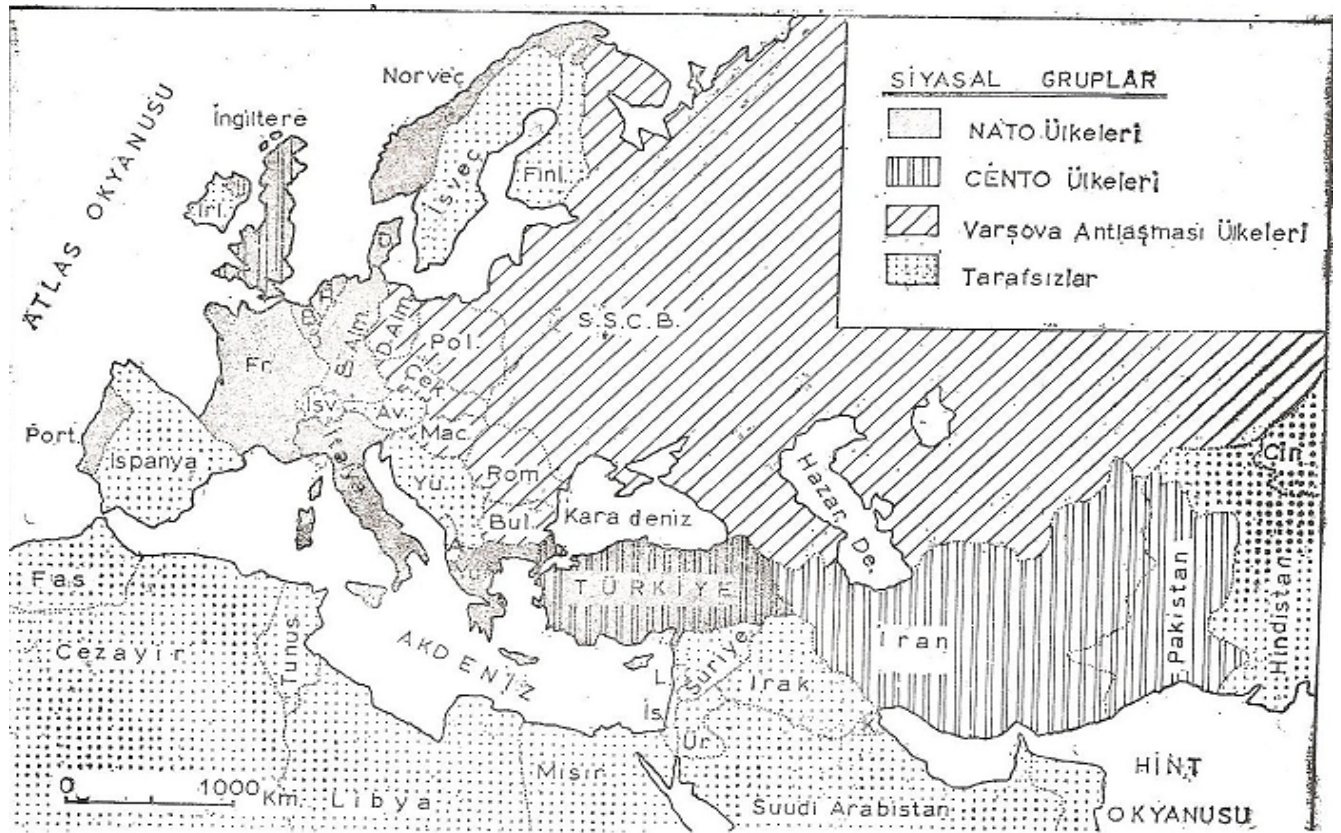 SİYASAL GRUPLAR
NATO Ülkeleri
CENTO Ülkeleri
Varşova Antlaşması Ülkeleri
Tarafsızlar
ATLAS OKYANUSU
Norveç
İngiltere
İrl.
İsveç
Finl.
D.
H.
B.
Alm.
D.Alm.
Pol.
S.S.C.B.
Fr.
Çek.
İsv.
Av.
Mac.
Port.
İspanya
Yu.
Rom.
Bul.
A.
Karadeniz
Hazar De.
Çin
Fas
Cezayir
Tunus
AKDENİZ
TÜRKİYE
L.
İs.
Suriye
Irak
Ür.
K.
İran
Pakistan
Hindistan
Libya
Mısır
Suudi Arabistan
HİNT
OKYANUSU
0 1000 Km.